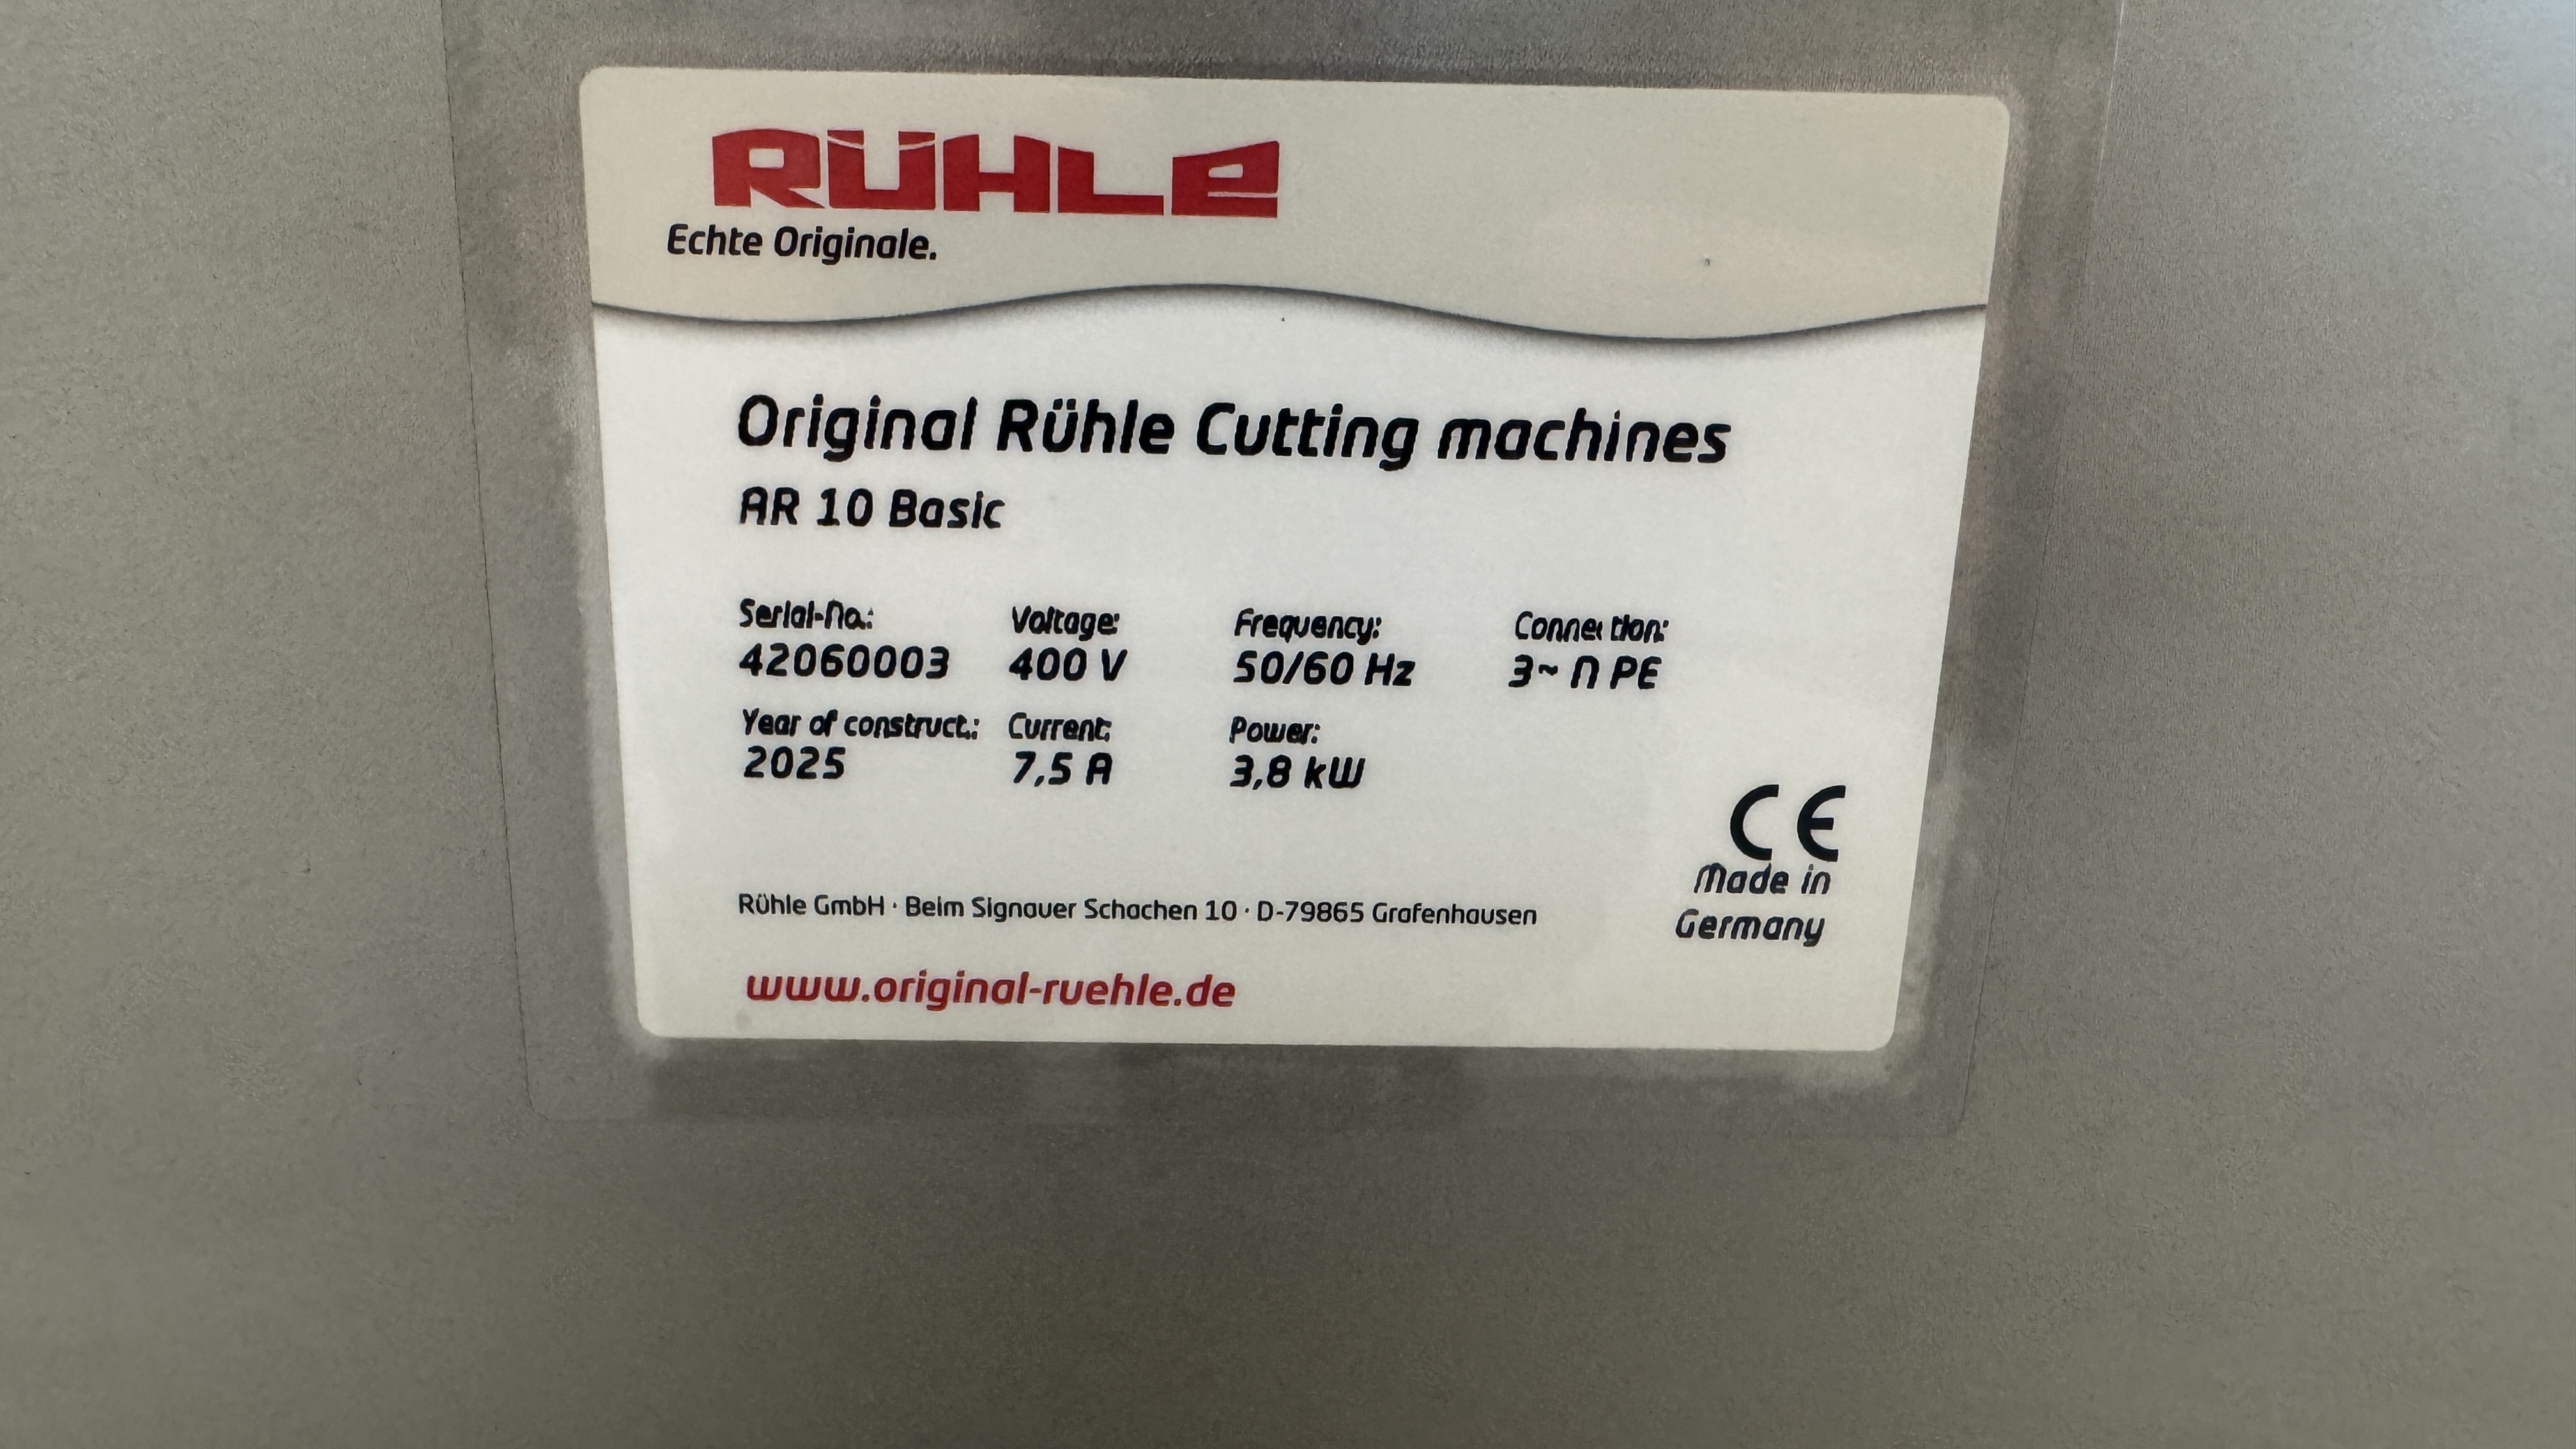 RÜHLE
Echte Originale.
Original Rühle Cutting machines
AR 10 Basic
Serial-No.: Voltage: Frequency: Connection:
42060003 400 V 50/60 Hz 3~ N PE
Year of construct.: Current: Power:
2025 7,5 A 3,8 kW
CE
Made in
Germany
Rühle GmbH · Beim Signauer Schachen 10 · D-79865 Grafenhausen
www.original-ruehle.de